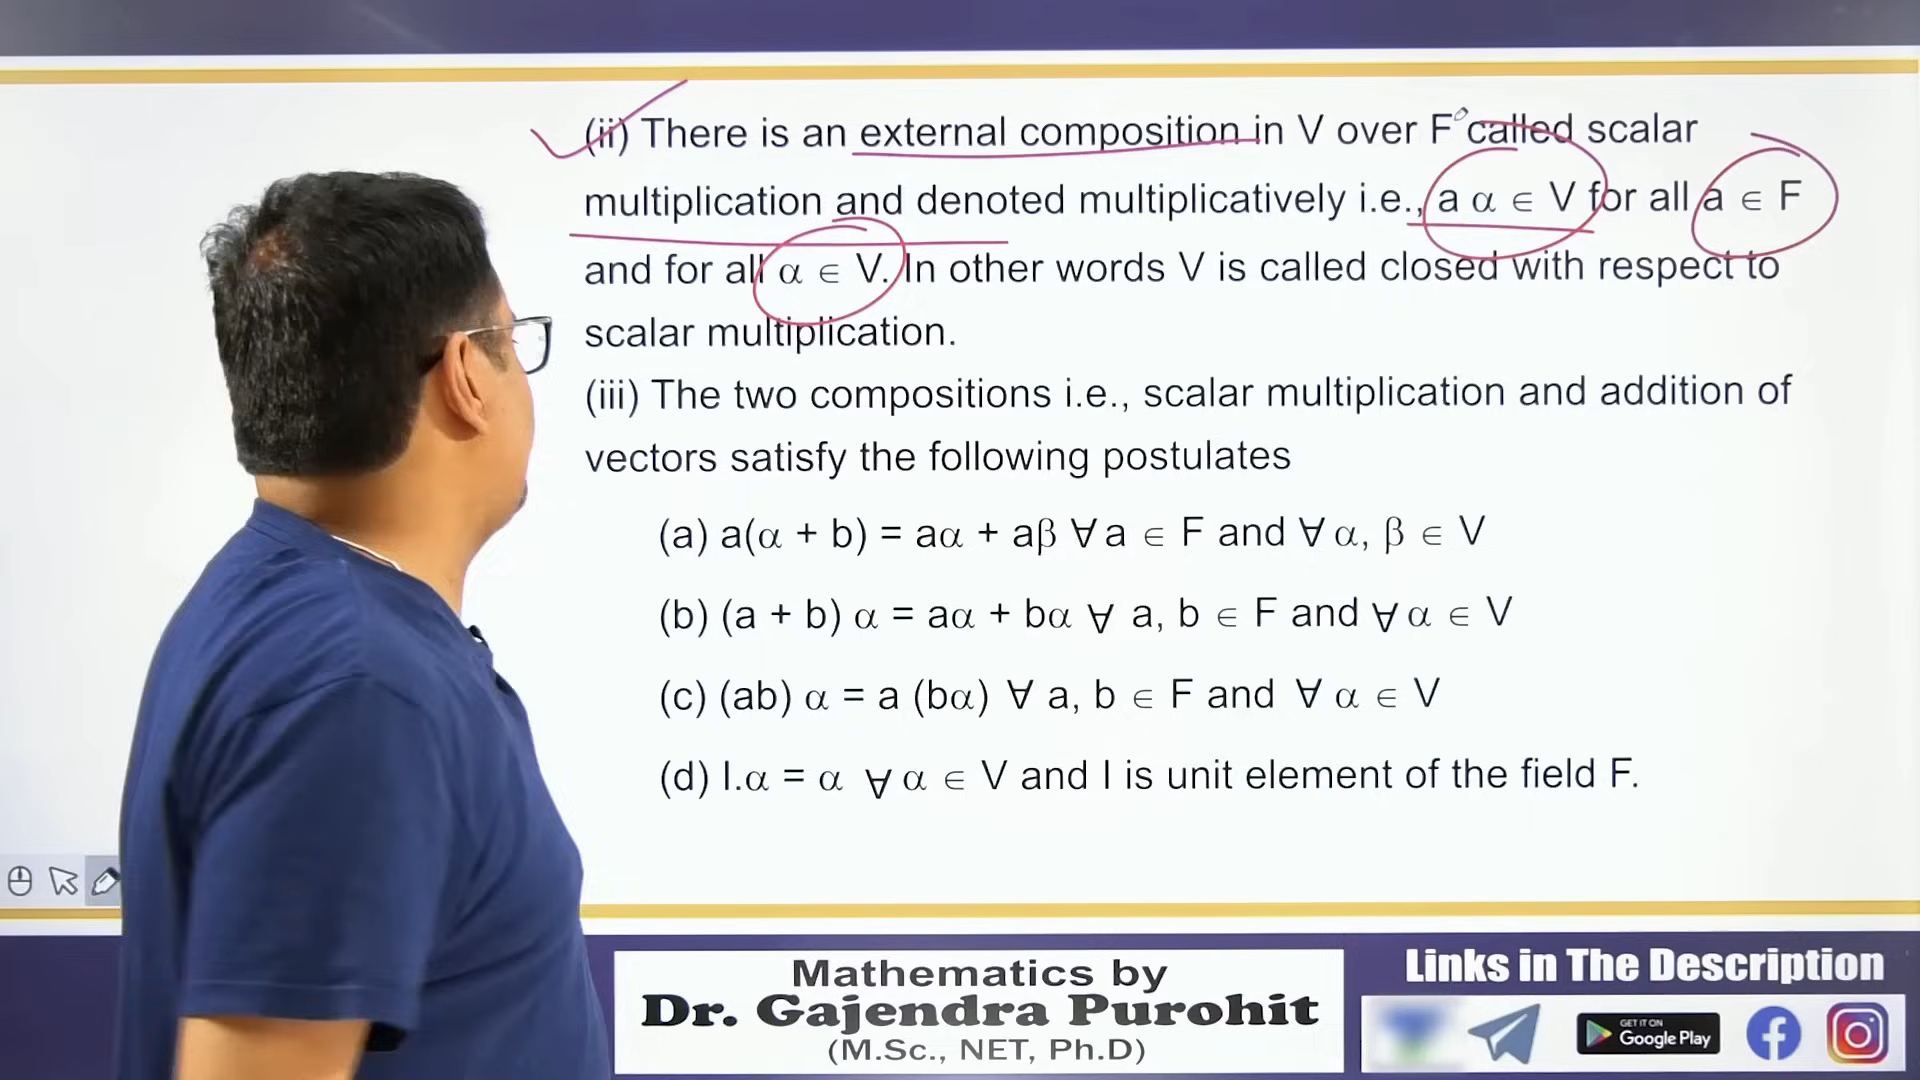 (ii) There is an external composition in V over F called scalar
multiplication and denoted multiplicatively i.e., a α ∈ V for all a ∈ F
and for all α ∈ V. In other words V is called closed with respect to
scalar multiplication.
(iii) The two compositions i.e., scalar multiplication and addition of
vectors satisfy the following postulates
(a) a(α + b) = aα + aβ ∀ a ∈ F and ∀ α, β ∈ V
(b) (a + b) α = aα + bα ∀ a, b ∈ F and ∀ α ∈ V
(c) (ab) α = a (bα) ∀ a, b ∈ F and ∀ α ∈ V
(d) I.α = α ∀ α ∈ V and I is unit element of the field F.
Mathematics by
Dr. Gajendra Purohit
(M.Sc., NET, Ph.D)
Links in The Description
GET IT ON
Google Play